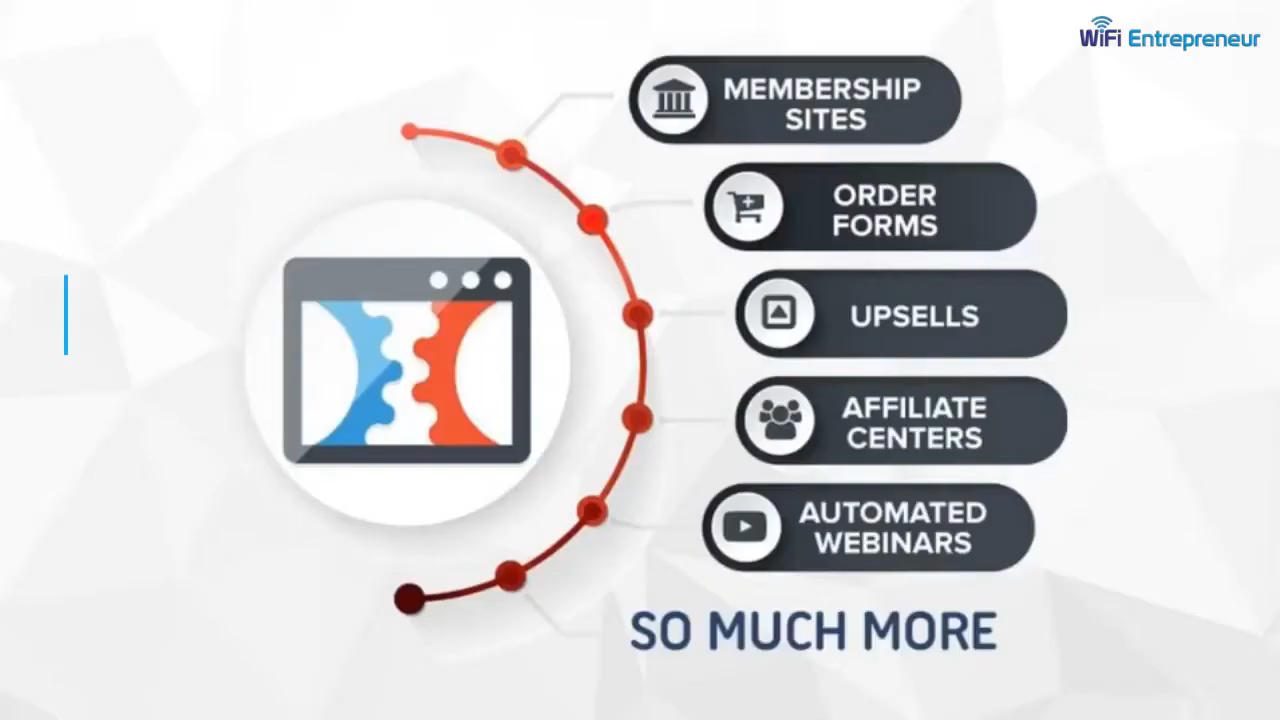 WiFi Entrepreneur
MEMBERSHIP
SITES
ORDER
FORMS
UPSELLS
AFFILIATE
CENTERS
AUTOMATED
WEBINARS
SO MUCH MORE